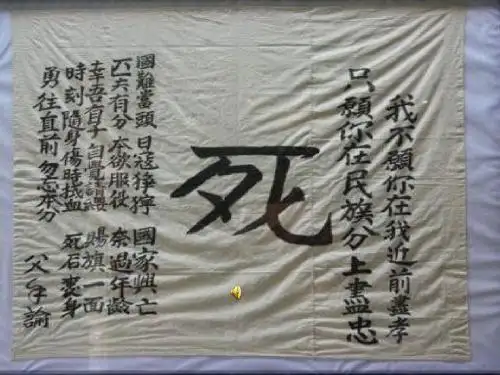 我不願你在我近前盡孝
只願你在民族分上盡忠
死
國難當頭 日寇猙獰 國家興亡
匹夫有分 本欲服役 奈過年齡
幸吾有子 自覺請纓 賜旗一面
時刻隨身 傷時拭血 死后裹身
勇往直前 勿忘本分
父手諭